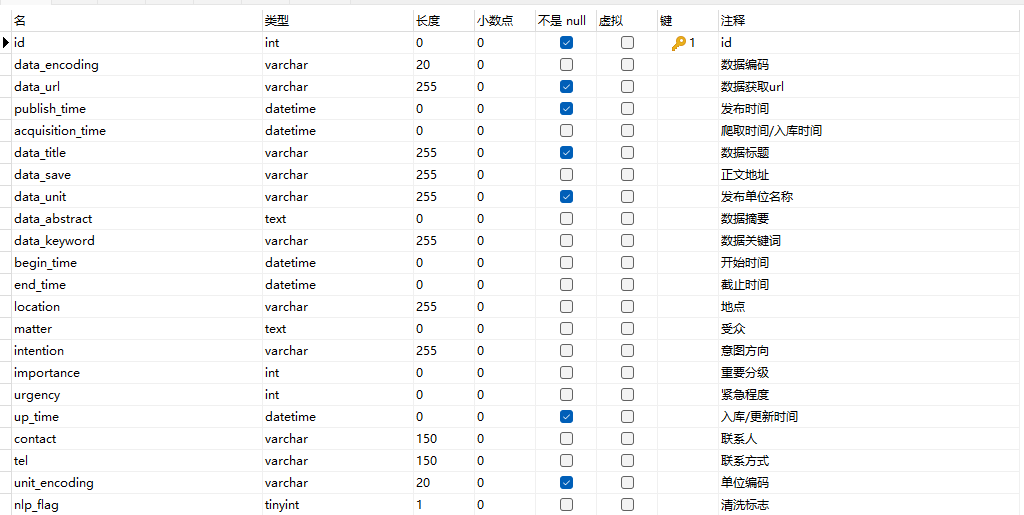 名 类型 长度 小数点 不是 null 虚拟 键 注释
id int 0 0 1 id
data_encoding varchar 20 0 数据编码
data_url varchar 255 0 数据获取url
publish_time datetime 0 0 发布时间
acquisition_time datetime 0 0 爬取时间/入库时间
data_title varchar 255 0 数据标题
data_save varchar 255 0 正文地址
data_unit varchar 255 0 发布单位名称
data_abstract text 0 0 数据摘要
data_keyword varchar 255 0 数据关键词
begin_time datetime 0 0 开始时间
end_time datetime 0 0 截止时间
location varchar 255 0 地点
matter text 0 0 受众
intention varchar 255 0 意图方向
importance int 0 0 重要分级
urgency int 0 0 紧急程度
up_time datetime 0 0 入库/更新时间
contact varchar 150 0 联系人
tel varchar 150 0 联系方式
unit_encoding varchar 20 0 单位编码
nlp_flag tinyint 1 0 清洗标志